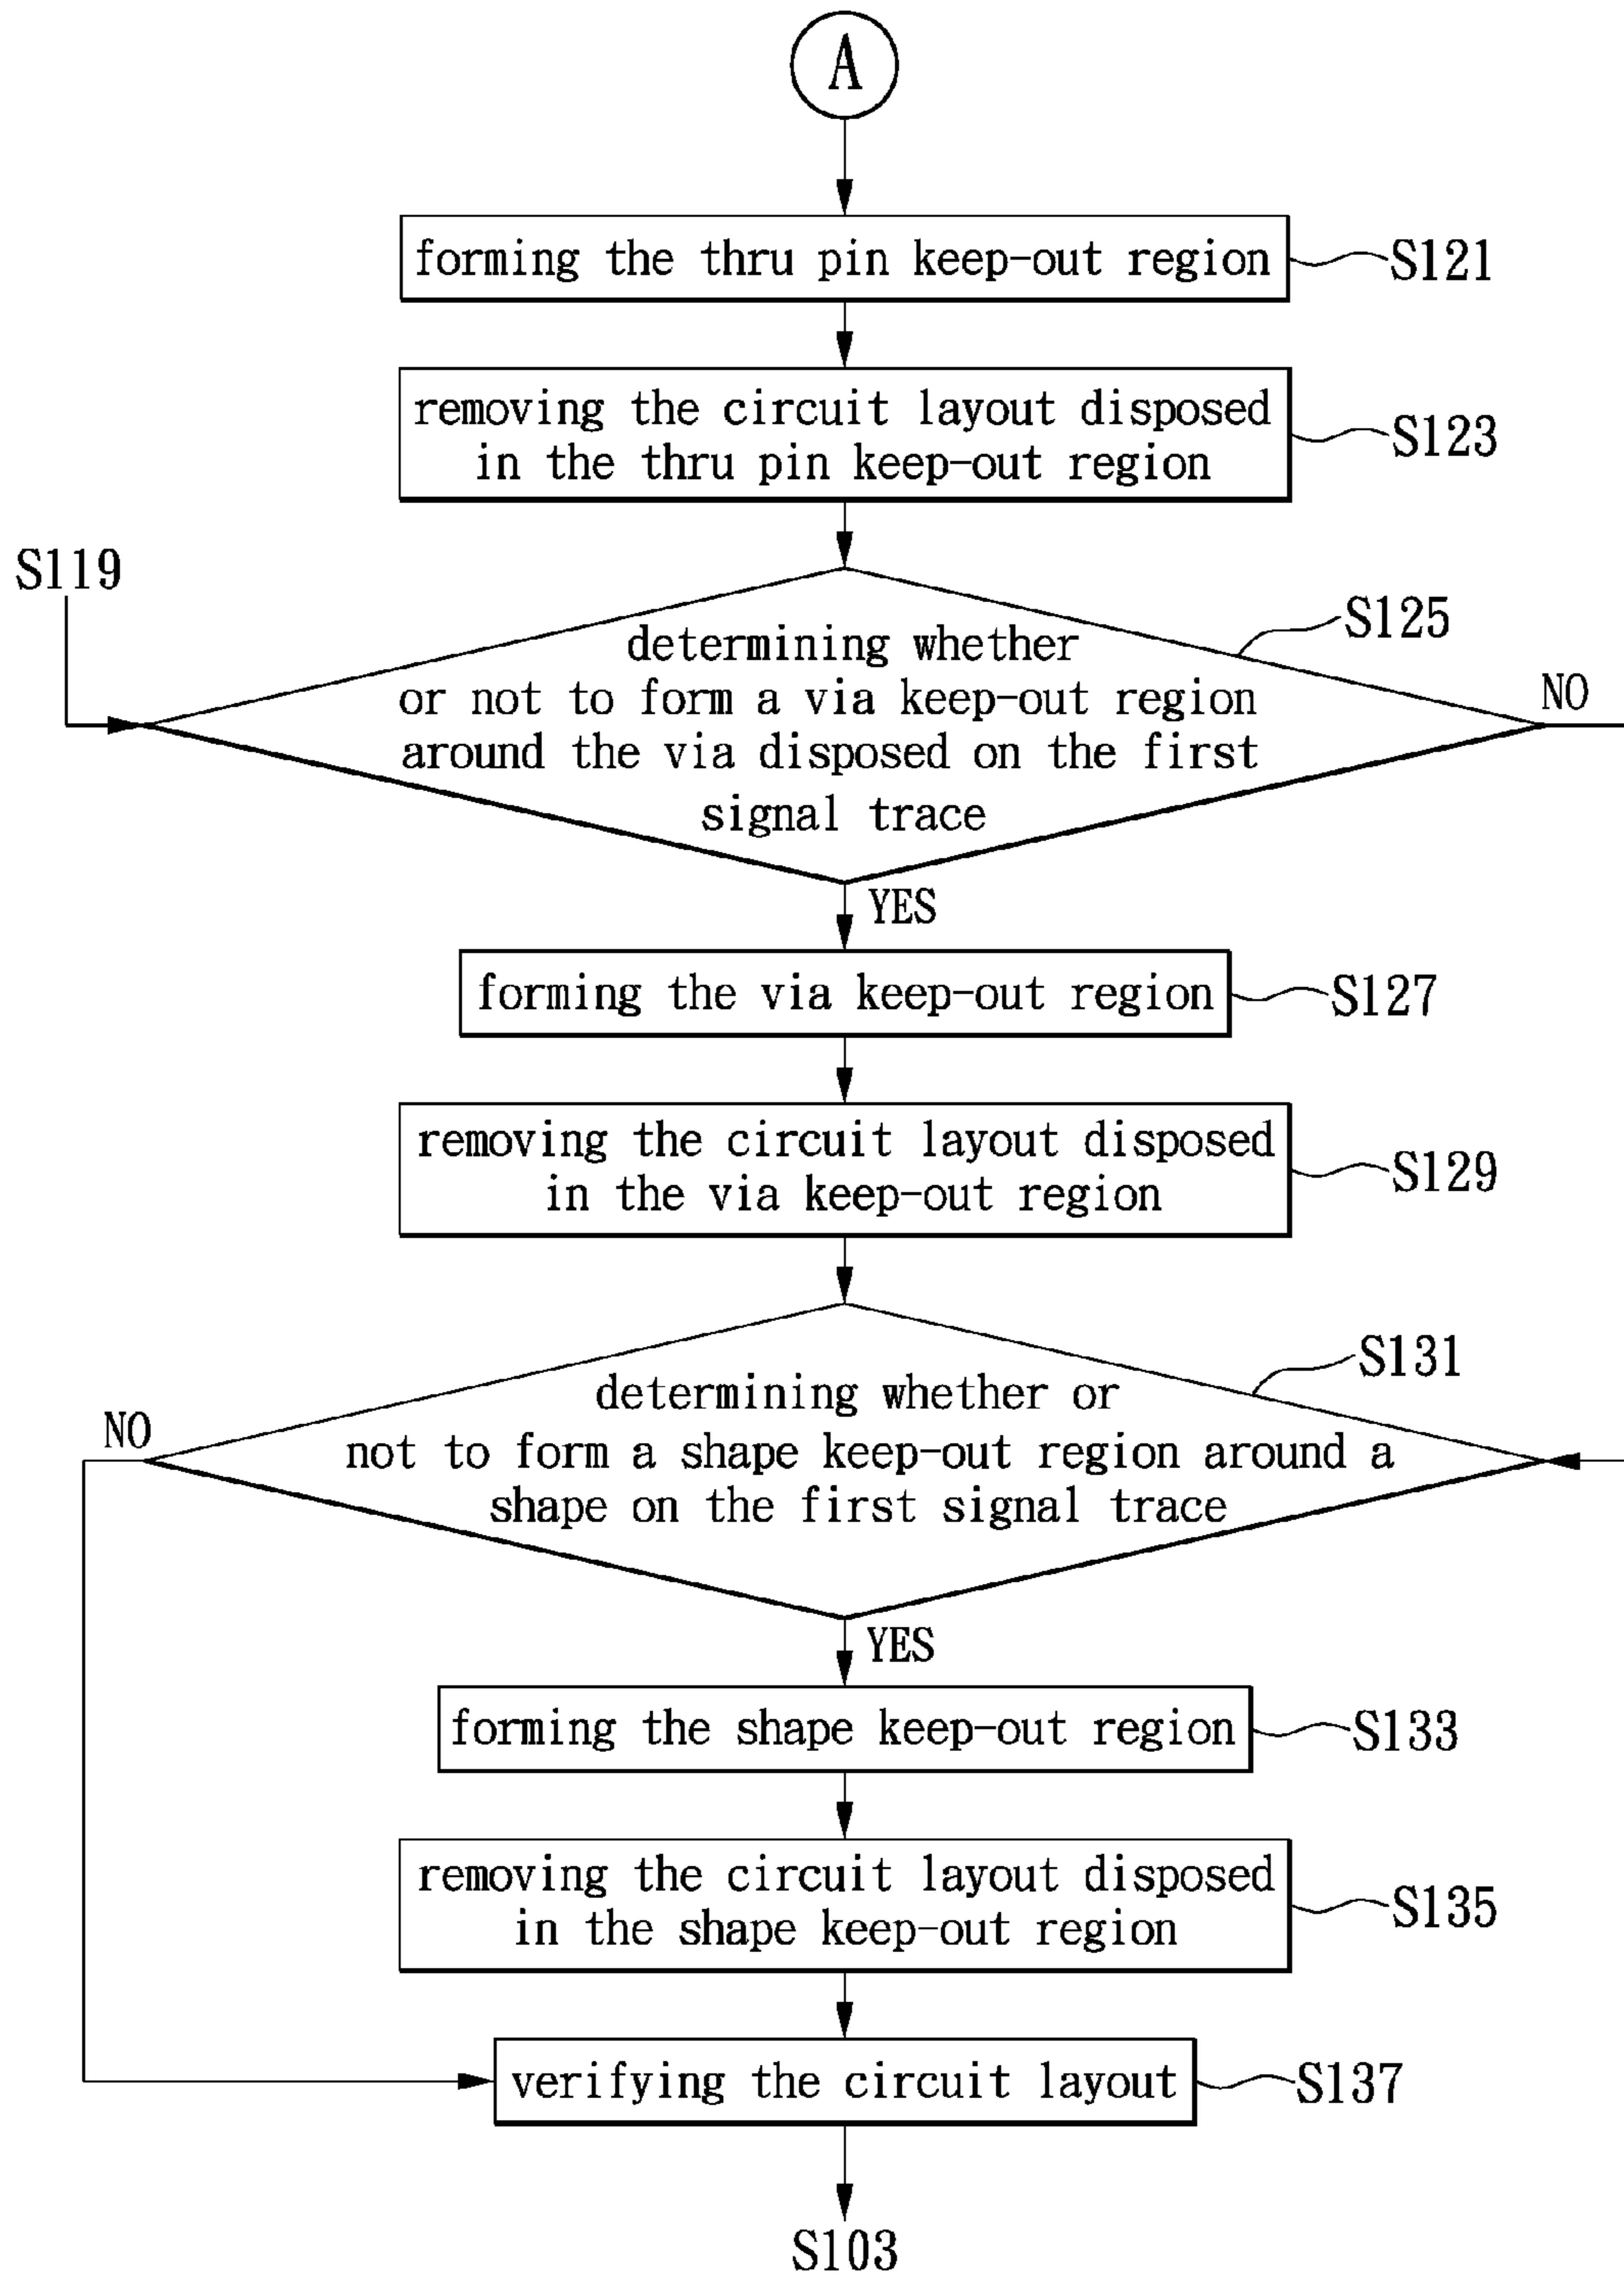 A
forming the thru pin keep-out region
S121
removing the circuit layout disposed
in the thru pin keep-out region
S123
S119
S125
determining whether
or not to form a via keep-out region
around the via disposed on the first
signal trace
NO
YES
forming the via keep-out region
S127
removing the circuit layout disposed
in the via keep-out region
S129
S131
determining whether or
not to form a shape keep-out region around a
shape on the first signal trace
NO
YES
forming the shape keep-out region
S133
removing the circuit layout disposed
in the shape keep-out region
S135
verifying the circuit layout
S137
S103